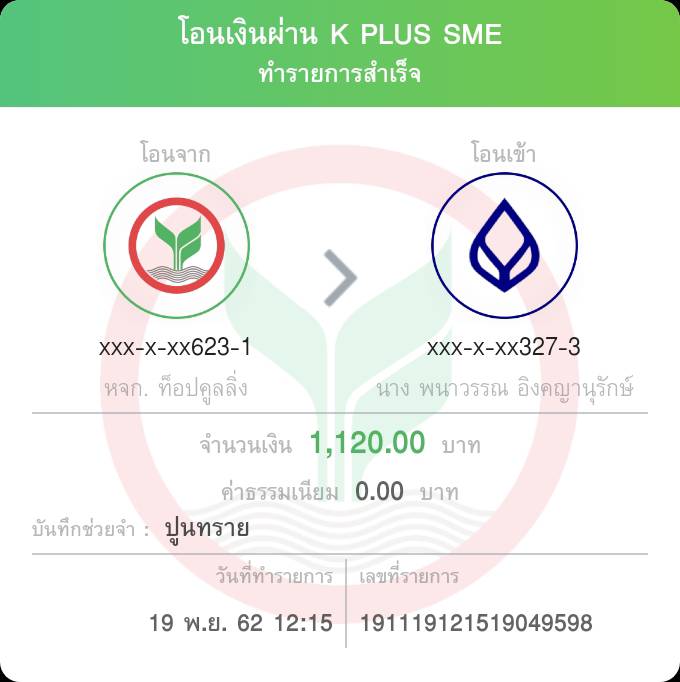 โอนเงินผ่าน K PLUS SME
ทำรายการสำเร็จ
โอนจาก
โอนเข้า
xxx-x-xx623-1
xxx-x-xx327-3
หจก. ท็อปคูลลิ่ง
นาง พนาวรรณ อิงคญานุรักษ์
จำนวนเงิน 1,120.00 บาท
ค่าธรรมเนียม 0.00 บาท
บันทึกช่วยจำ : ปูนทราย
วันที่ทำรายการ
เลขที่รายการ
19 พ.ย. 62 12:15
191119121519049598